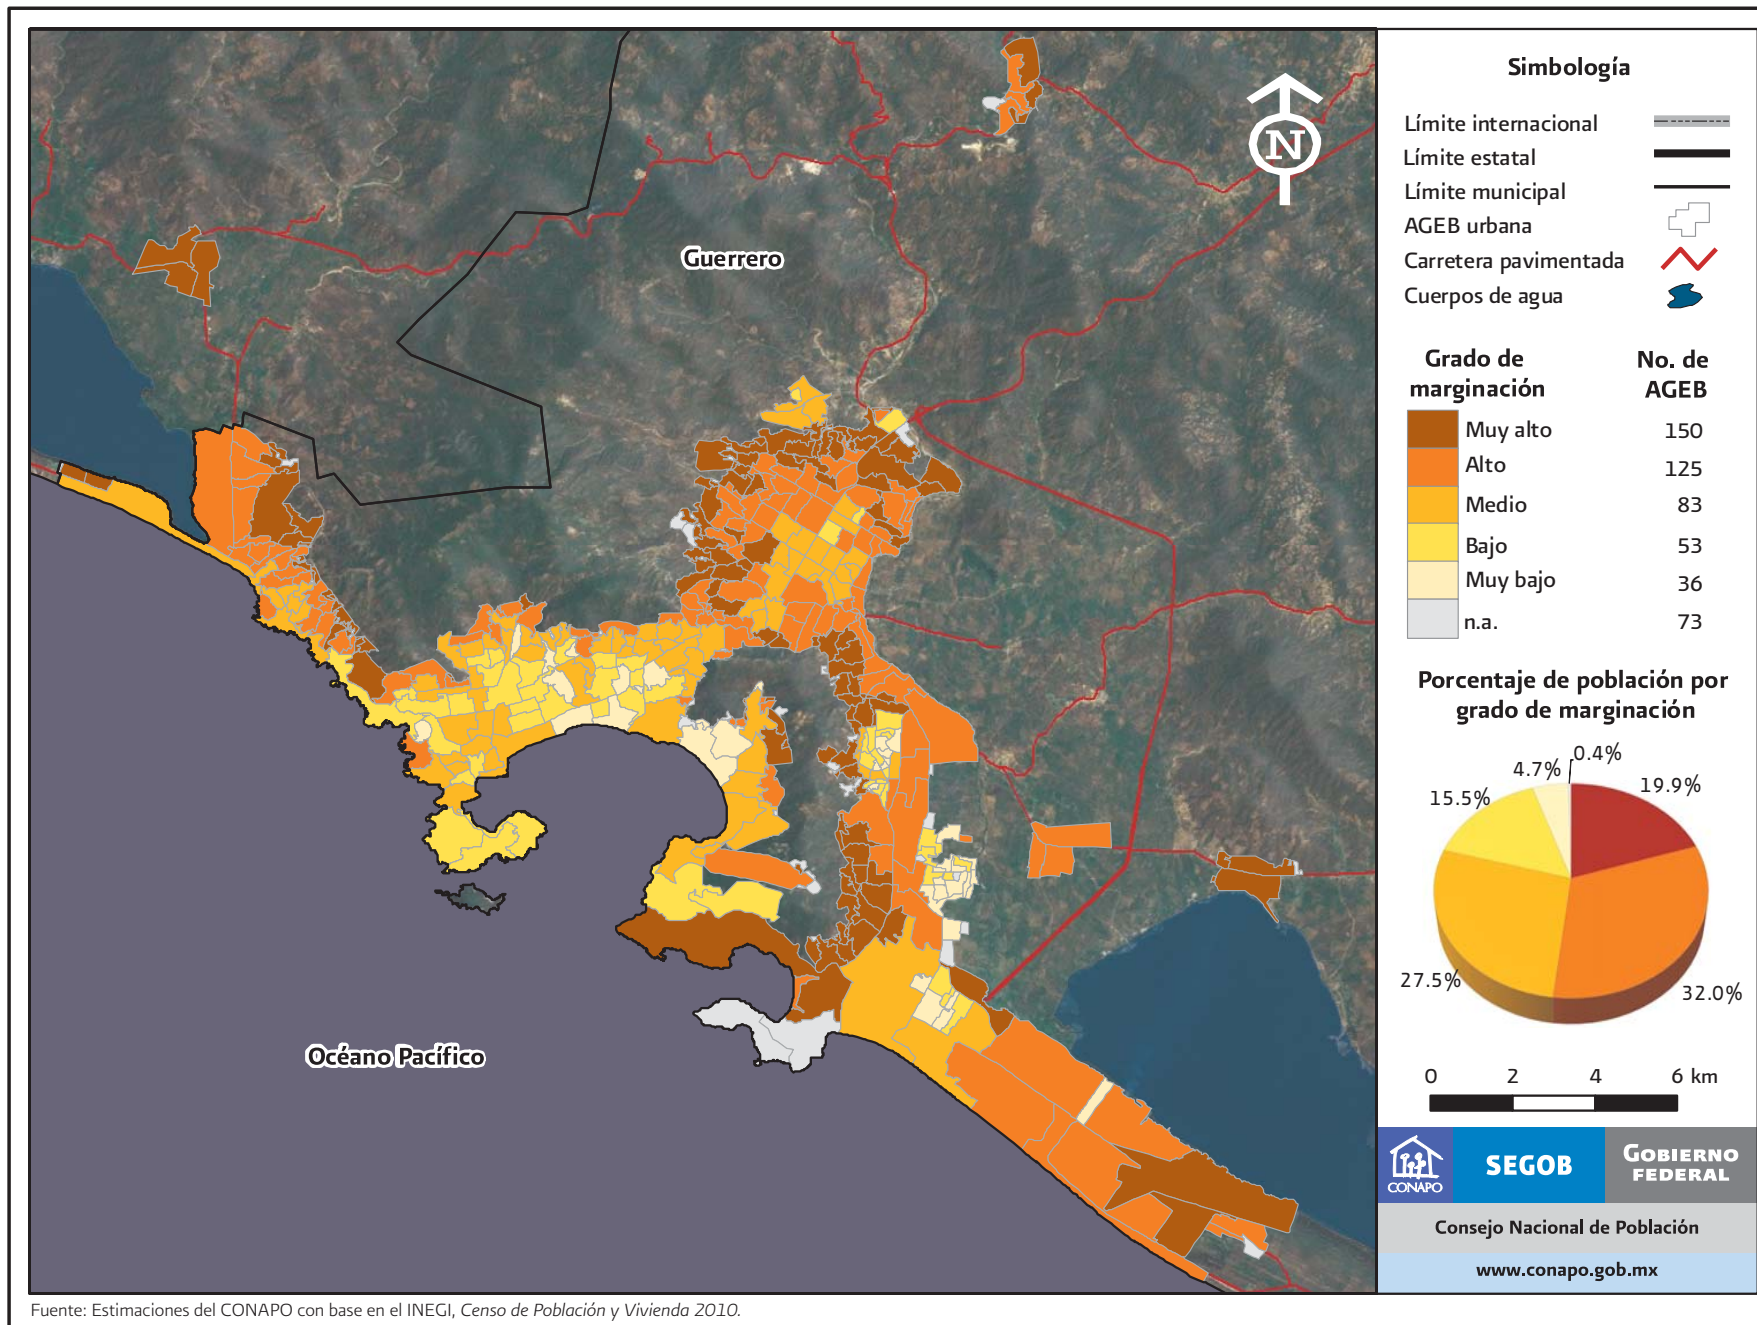 Guerrero
N
Océano Pacífico
Simbología
Límite internacional
Límite estatal
Límite municipal
AGEB urbana
Carretera pavimentada
Cuerpos de agua
Grado de marginación
No. de AGEB
Muy alto 150
Alto 125
Medio 83
Bajo 53
Muy bajo 36
n.a. 73
Porcentaje de población por
grado de marginación
0.4%
4.7%
19.9%
15.5%
27.5%
32.0%
0 2 4 6 km
CONAPO
SEGOB
GOBIERNO
FEDERAL
Consejo Nacional de Población
www.conapo.gob.mx
Fuente: Estimaciones del CONAPO con base en el INEGI, Censo de Población y Vivienda 2010.